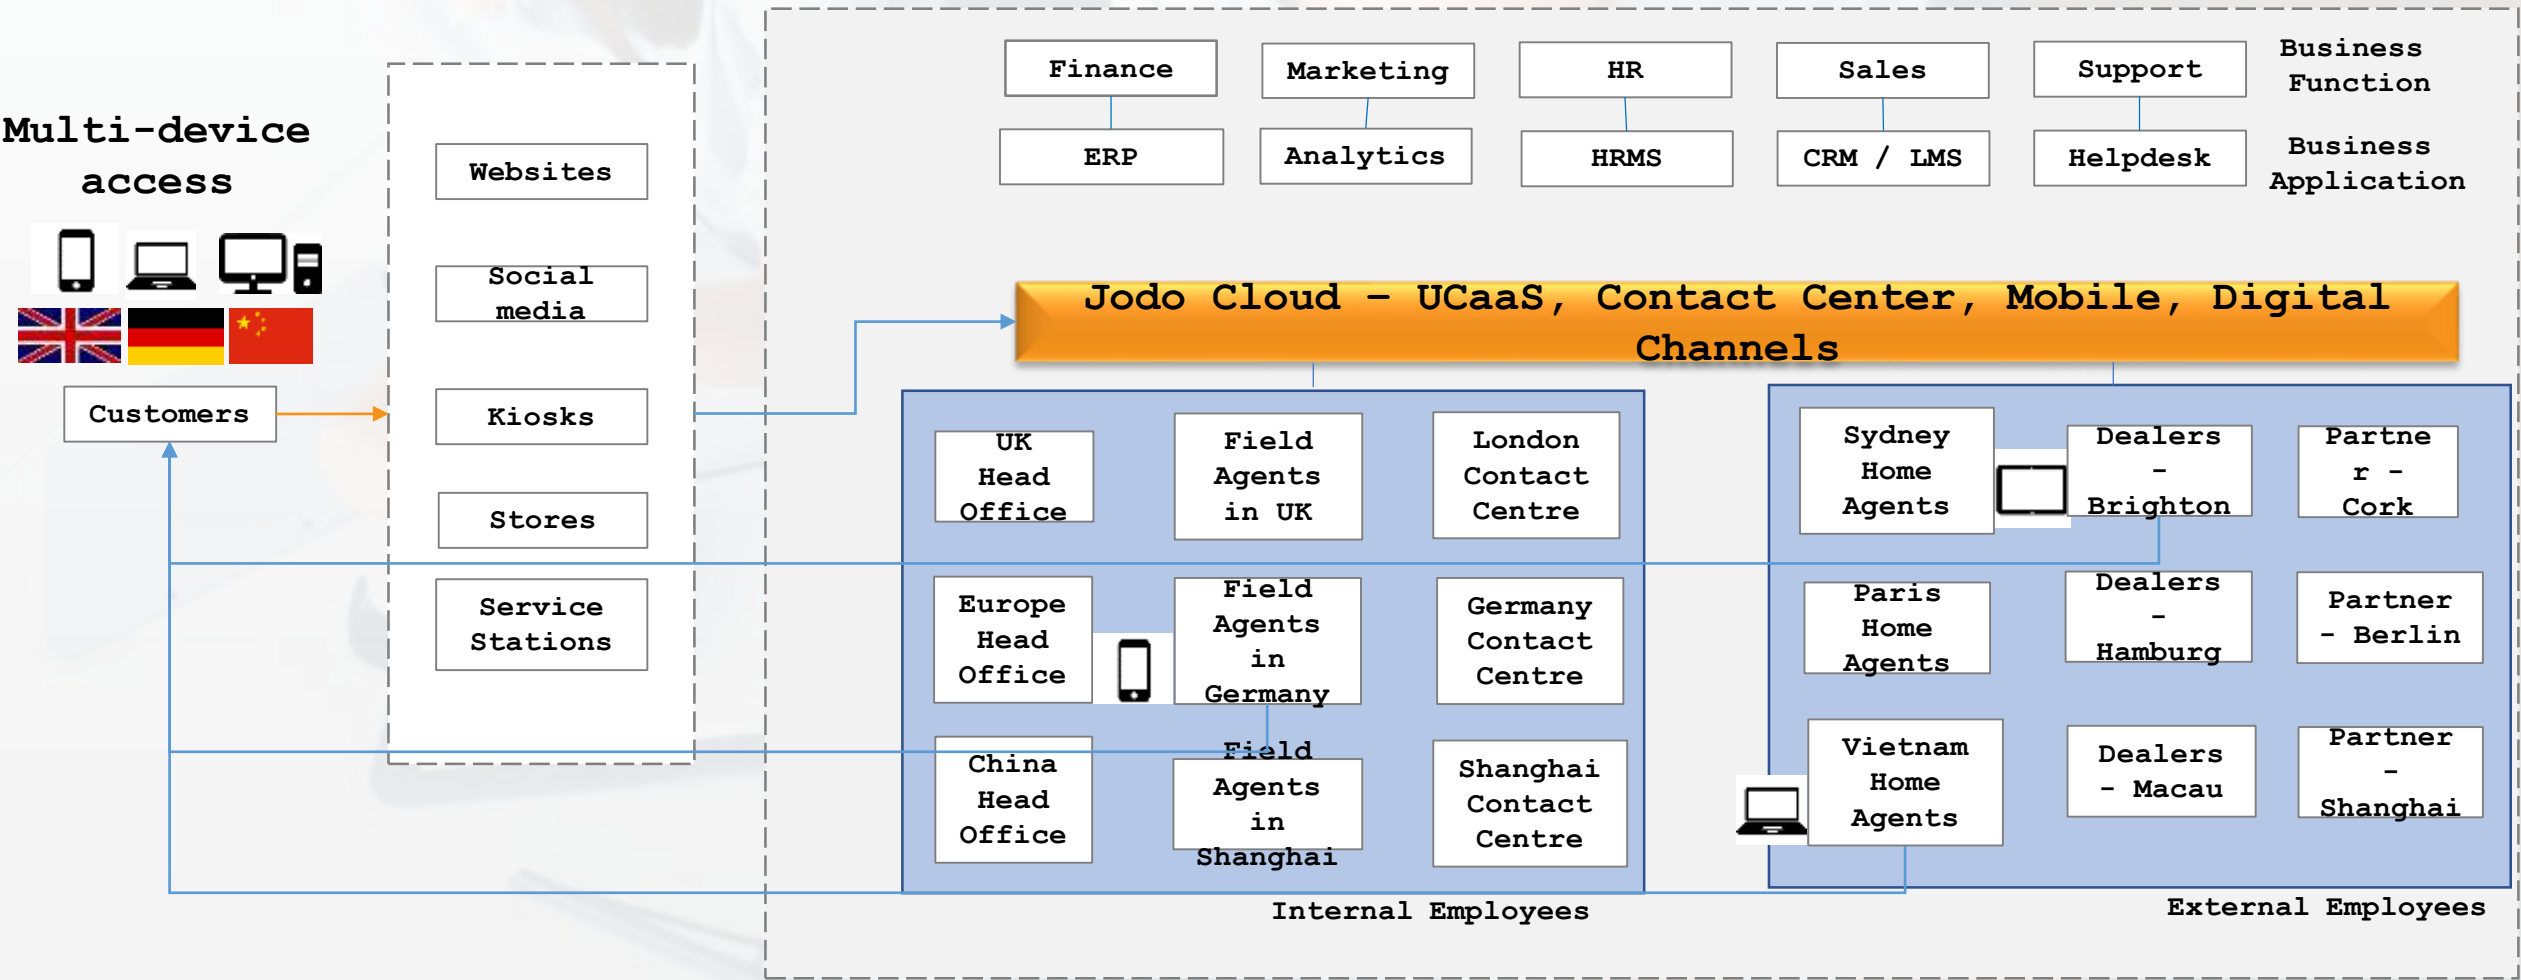 Multi-device
access
Customers
Websites
Social
media
Kiosks
Stores
Service
Stations
Finance
Marketing
HR
Sales
Support
Business
Function
ERP
Analytics
HRMS
CRM / LMS
Helpdesk
Business
Application
Jodo Cloud – UCaaS, Contact Center, Mobile, Digital
Channels
UK
Head
Office
Field
Agents
in UK
London
Contact
Centre
Europe
Head
Office
Field
Agents
in
Germany
Germany
Contact
Centre
China
Head
Office
Field
Agents
in
Shanghai
Shanghai
Contact
Centre
Internal Employees
Sydney
Home
Agents
Dealers
–
Brighton
Partne
r –
Cork
Paris
Home
Agents
Dealers
–
Hamburg
Partner
– Berlin
Vietnam
Home
Agents
Dealers
– Macau
Partner
–
Shanghai
External Employees